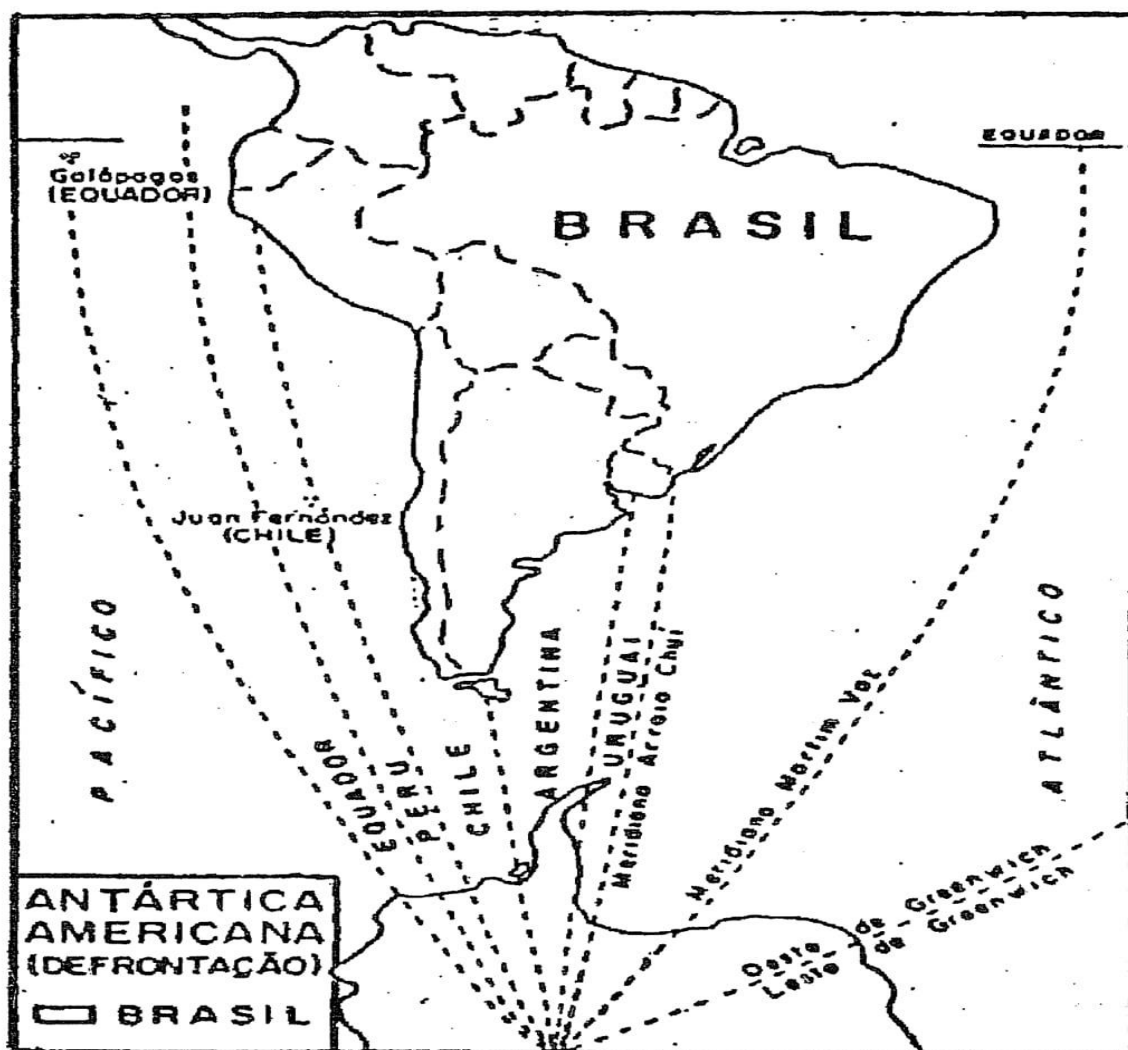 EQUADOR
Galápagos
(EQUADOR)
BRASIL
Juan Fernández
(CHILE)
PACÍFICO
ATLÂNTICO
EQUADOR
PERU
CHILE
ARGENTINA
URUGUAI
Meridiano Arroio Chuí
Meridiano Martim Vaz
Oeste de Greenwich
Leste de Greenwich
ANTÁRTICA
AMERICANA
(DEFRONTAÇÃO)
BRASIL